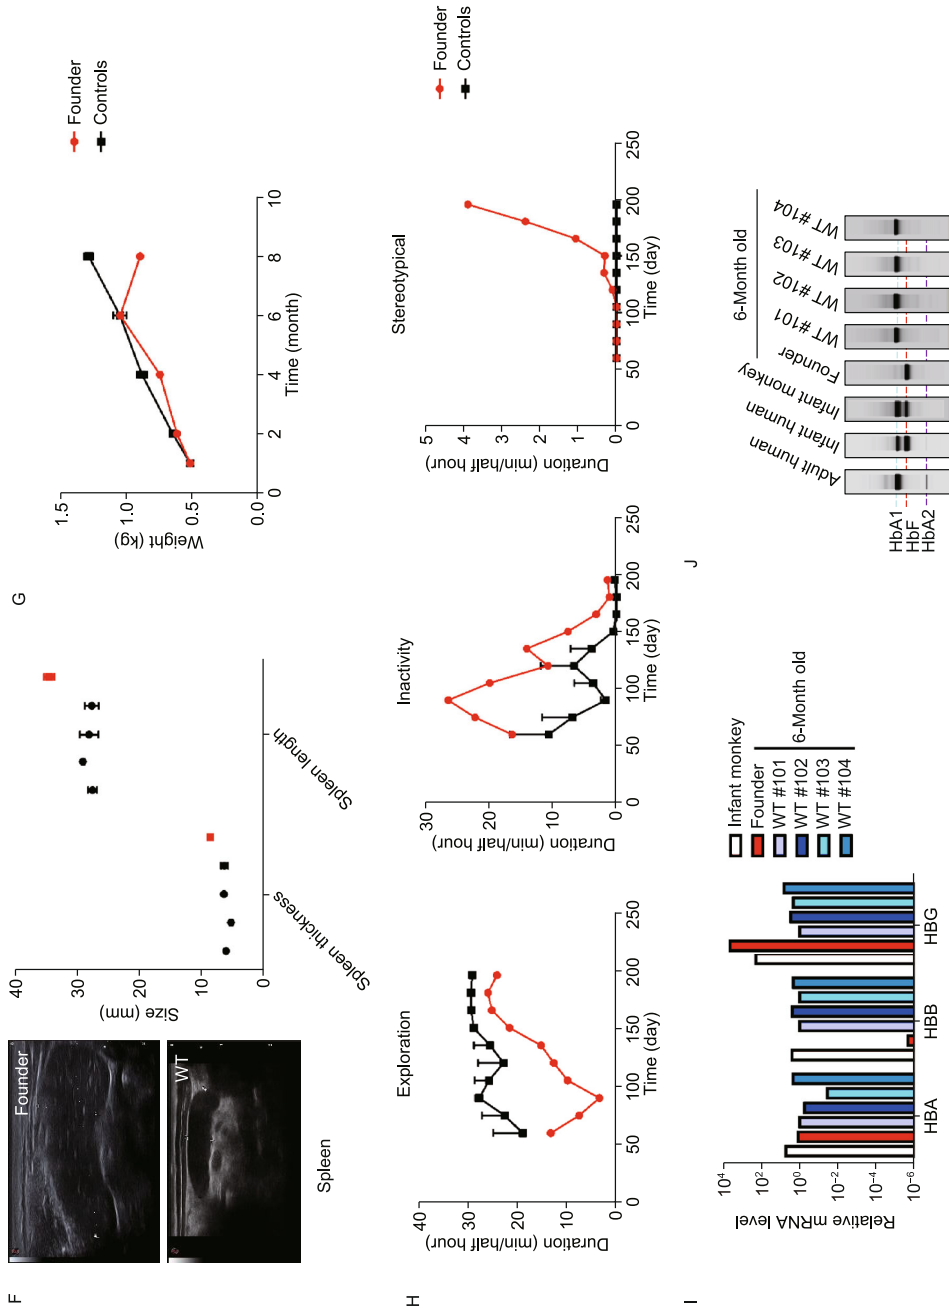 F
Founder
WT
Spleen
Size (mm)
40
30
20
10
0
Spleen thickness
Spleen length
G
Weight (kg)
1.5
1.0
0.5
0.0
0 2 4 6 8 10
Time (month)
Founder
Controls
H
Exploration
Duration (min/half hour)
40
30
20
10
0
0 50 100 150 200 250
Time (day)
Inactivity
Duration (min/half hour)
30
20
10
0
0 50 100 150 200 250
Time (day)
Stereotypical
Duration (min/half hour)
5
4
3
2
1
0
0 50 100 150 200 250
Time (day)
Founder
Controls
I
Relative mRNA level
10⁴
10²
10⁰
10⁻²
10⁻⁴
10⁻⁶
HBA HBB HBG
Infant monkey
Founder
WT #101
WT #102
WT #103
WT #104
6-Month old
J
6-Month old
Adult human
Infant human
Infant monkey
Founder
WT #101
WT #102
WT #103
WT #104
HbA1
HbF
HbA2